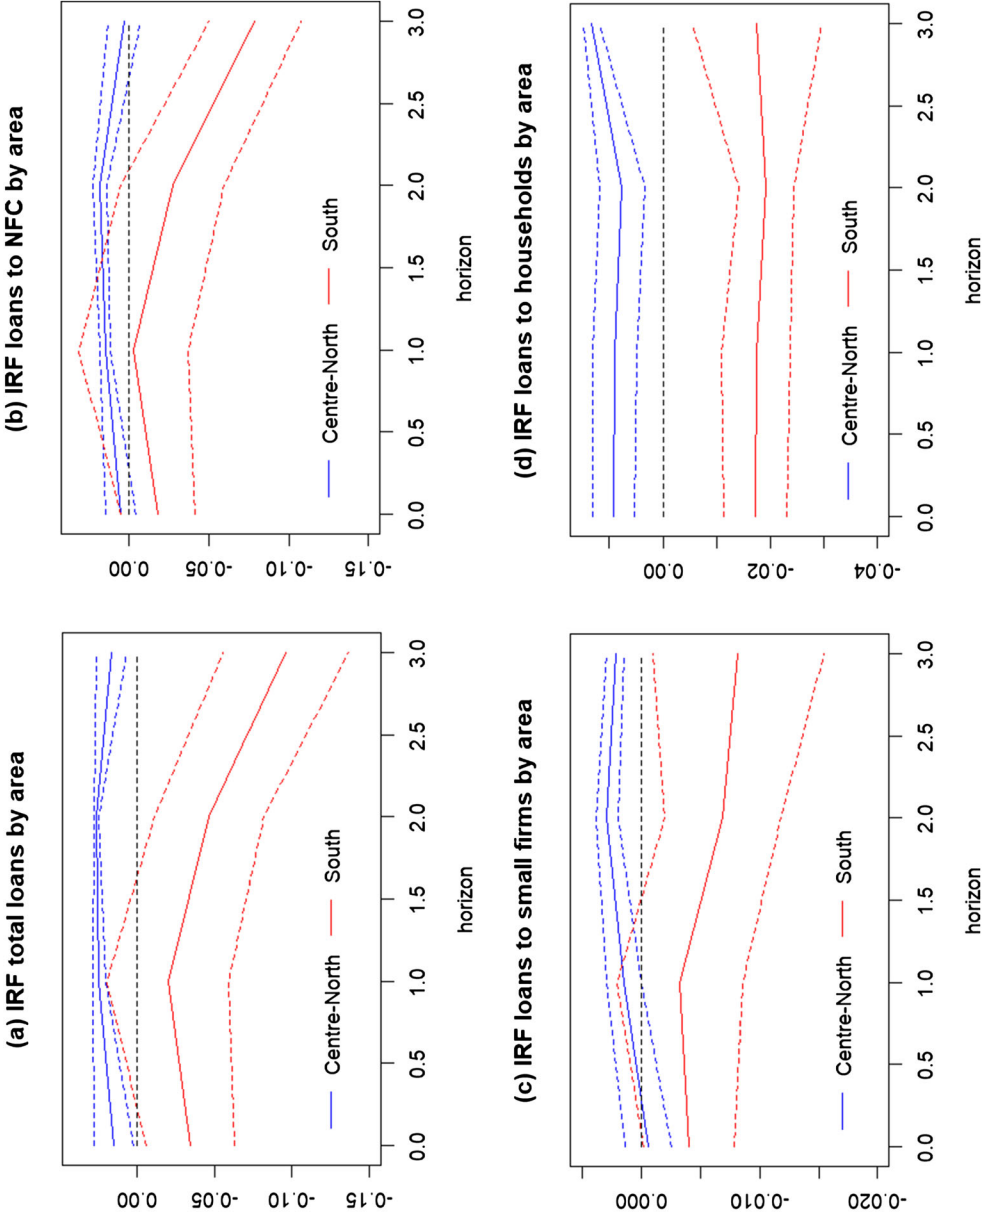 (a) IRF total loans by area
0.00
-0.05
-0.10
-0.15
Centre-North
South
0.0 0.5 1.0 1.5 2.0 2.5 3.0
horizon
(b) IRF loans to NFC by area
0.00
-0.05
-0.10
-0.15
Centre-North
South
0.0 0.5 1.0 1.5 2.0 2.5 3.0
horizon
(c) IRF loans to small firms by area
0.000
-0.010
-0.020
Centre-North
South
0.0 0.5 1.0 1.5 2.0 2.5 3.0
horizon
(d) IRF loans to households by area
0.00
-0.02
-0.04
Centre-North
South
0.0 0.5 1.0 1.5 2.0 2.5 3.0
horizon